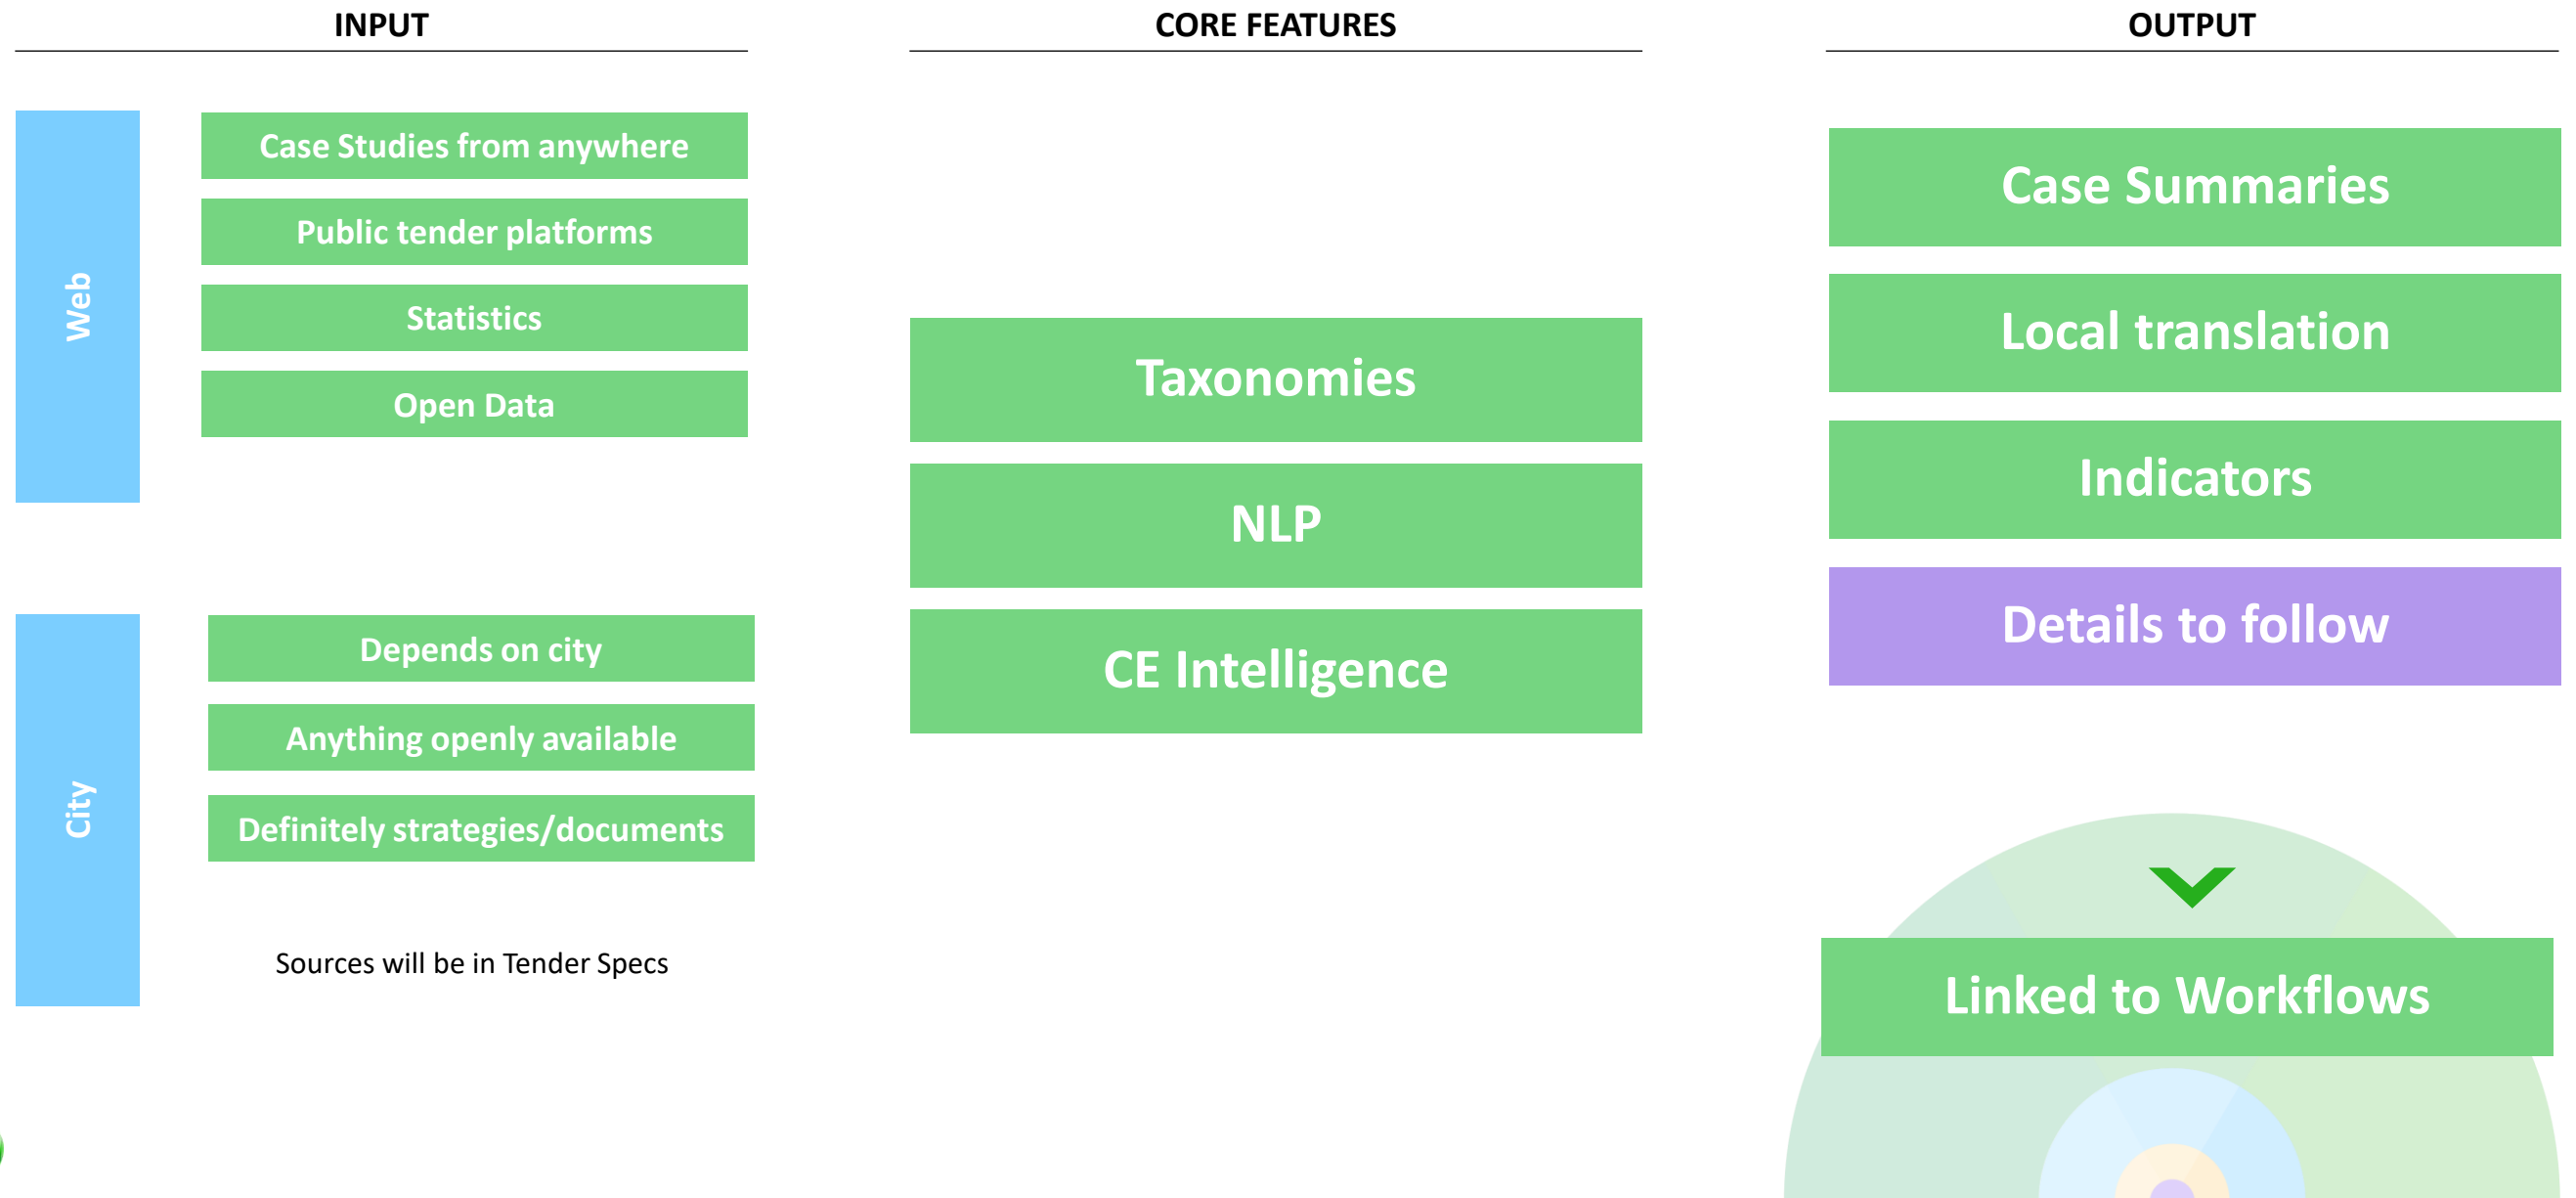 INPUT
Web
Case Studies from anywhere
Public tender platforms
Statistics
Open Data
City
Depends on city
Anything openly available
Definitely strategies/documents
Sources will be in Tender Specs
CORE FEATURES
Taxonomies
NLP
CE Intelligence
OUTPUT
Case Summaries
Local translation
Indicators
Details to follow
Linked to Workflows